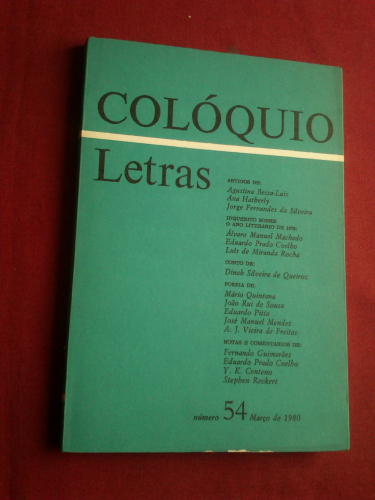 COLÓQUIO
Letras
ARTIGOS DE:
Agustina Bessa-Luís
Ana Hatherly
Jorge Fernandes da Silveira
INQUÉRITO SOBRE
O ANO LITERÁRIO DE 1979:
Álvaro Manuel Machado
Eduardo Prado Coelho
Luís de Miranda Rocha
CONTO DE:
Dinah Silveira de Queiroz
POESIA DE:
Mário Quintana
João Rui de Sousa
Eduardo Pitta
José Manuel Mendes
A. J. Vieira de Freitas
NOTAS E COMENTÁRIOS DE:
Fernando Guimarães
Eduardo Prado Coelho
Y. K. Centeno
Stephen Reckert
número 54 Março de 1980